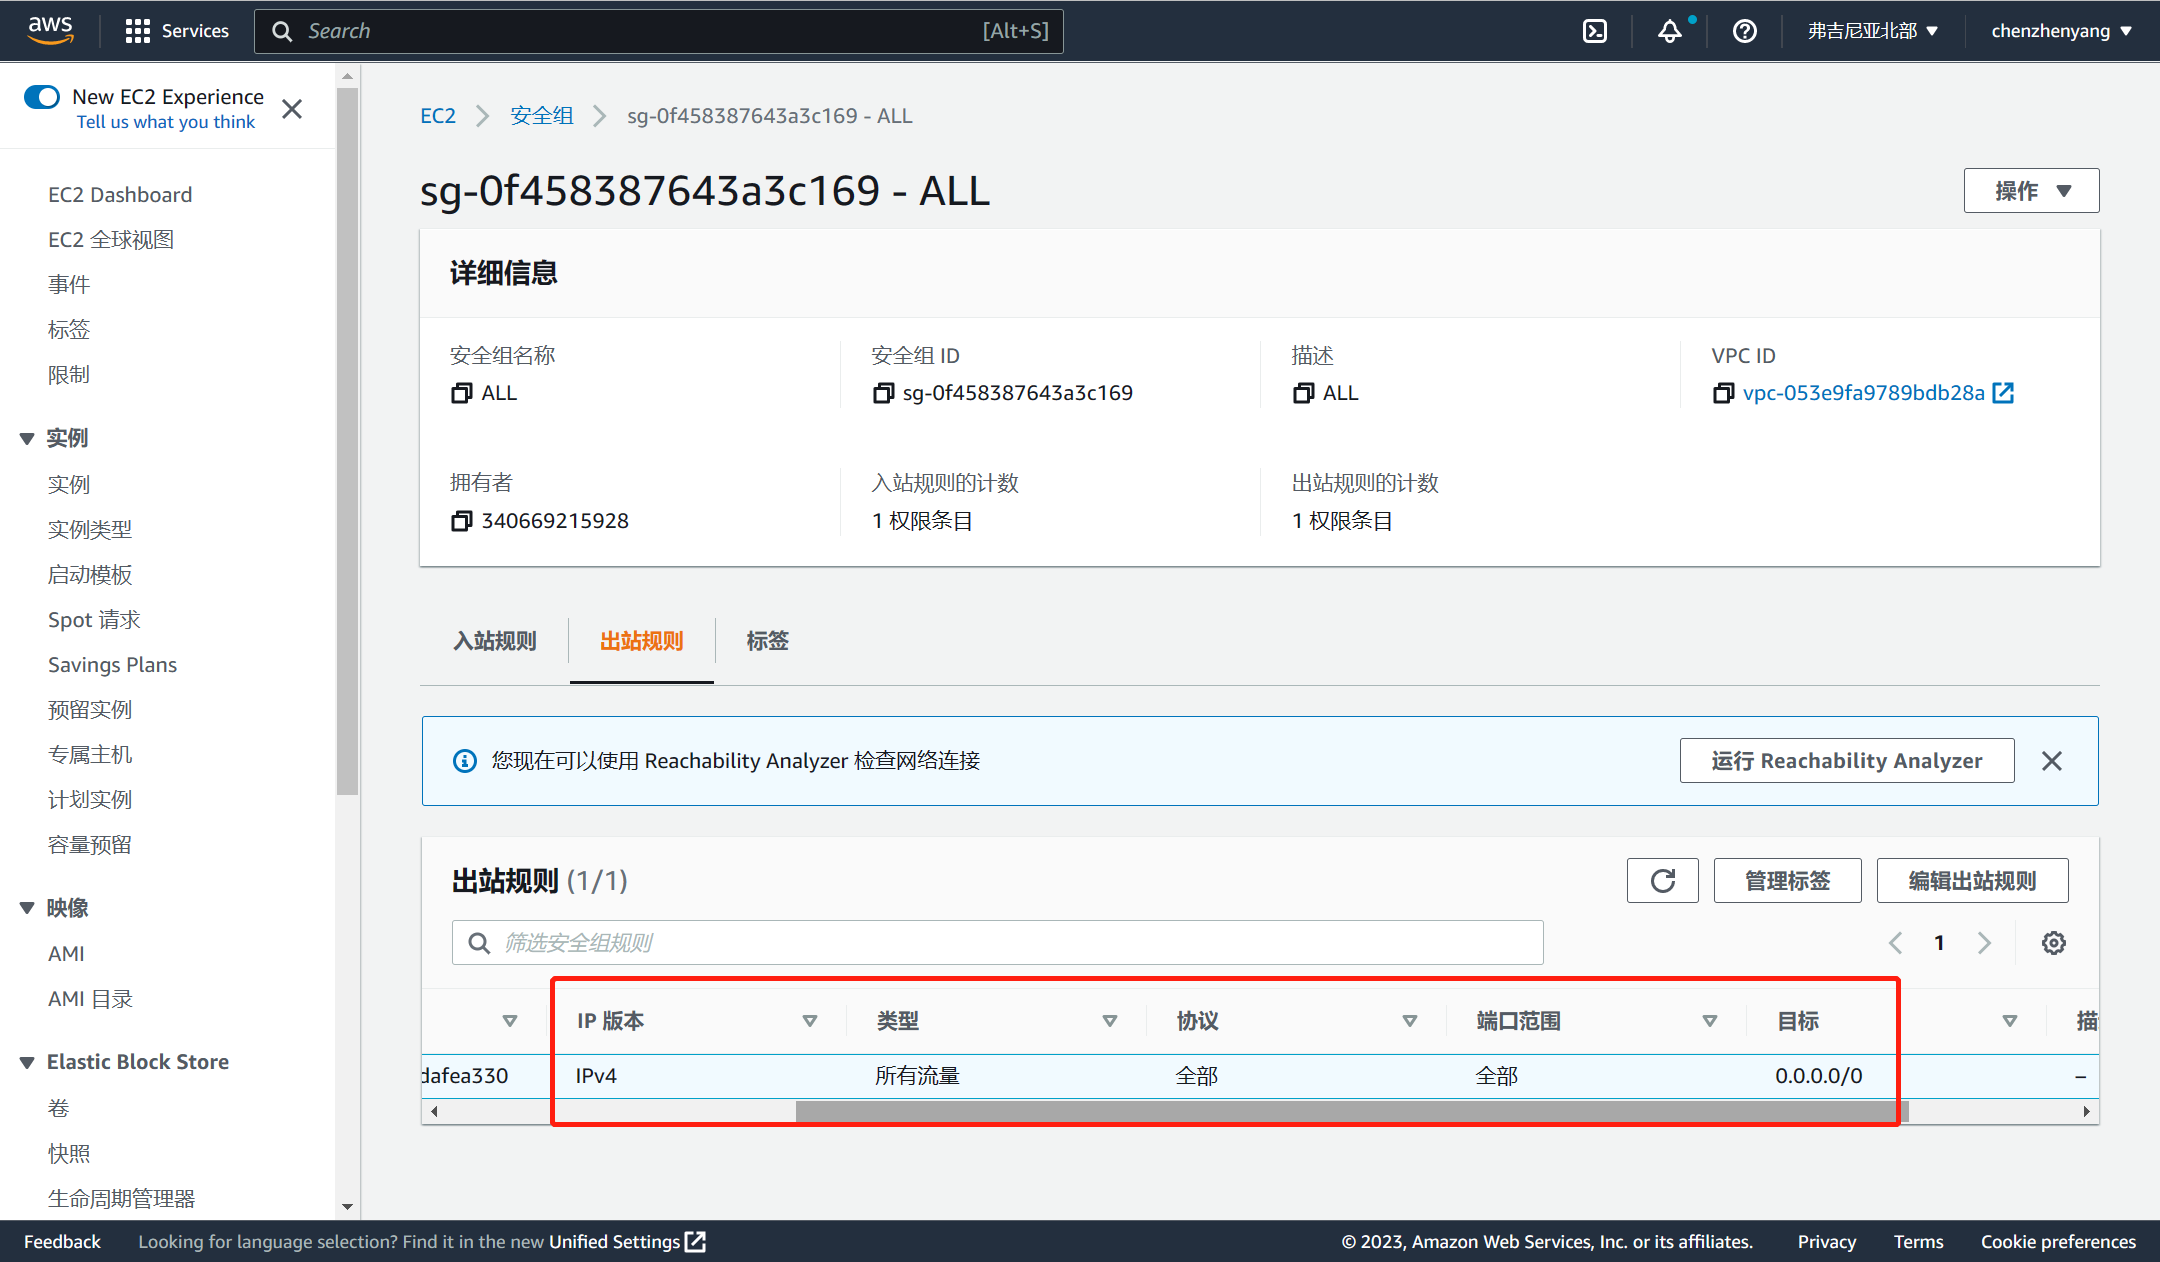 aws
Services
Search
[Alt+S]
弗吉尼亚北部
chenzhenyang
New EC2 Experience
Tell us what you think
EC2 Dashboard
EC2 全球视图
事件
标签
限制
实例
实例
实例类型
启动模板
Spot 请求
Savings Plans
预留实例
专属主机
计划实例
容量预留
映像
AMI
AMI 目录
Elastic Block Store
卷
快照
生命周期管理器
EC2
安全组
sg-0f458387643a3c169 - ALL
sg-0f458387643a3c169 - ALL
操作
详细信息
安全组名称
ALL
安全组 ID
sg-0f458387643a3c169
描述
ALL
VPC ID
vpc-053e9fa9789bdb28a
拥有者
340669215928
入站规则的计数
1 权限条目
出站规则的计数
1 权限条目
入站规则
出站规则
标签
您现在可以使用 Reachability Analyzer 检查网络连接
运行 Reachability Analyzer
出站规则 (1/1)
管理标签
编辑出站规则
筛选安全组规则
1
IP 版本
类型
协议
端口范围
目标
描
dafea330
IPv4
所有流量
全部
全部
0.0.0.0/0
–
Feedback
Looking for language selection? Find it in the new Unified Settings
© 2023, Amazon Web Services, Inc. or its affiliates.
Privacy
Terms
Cookie preferences